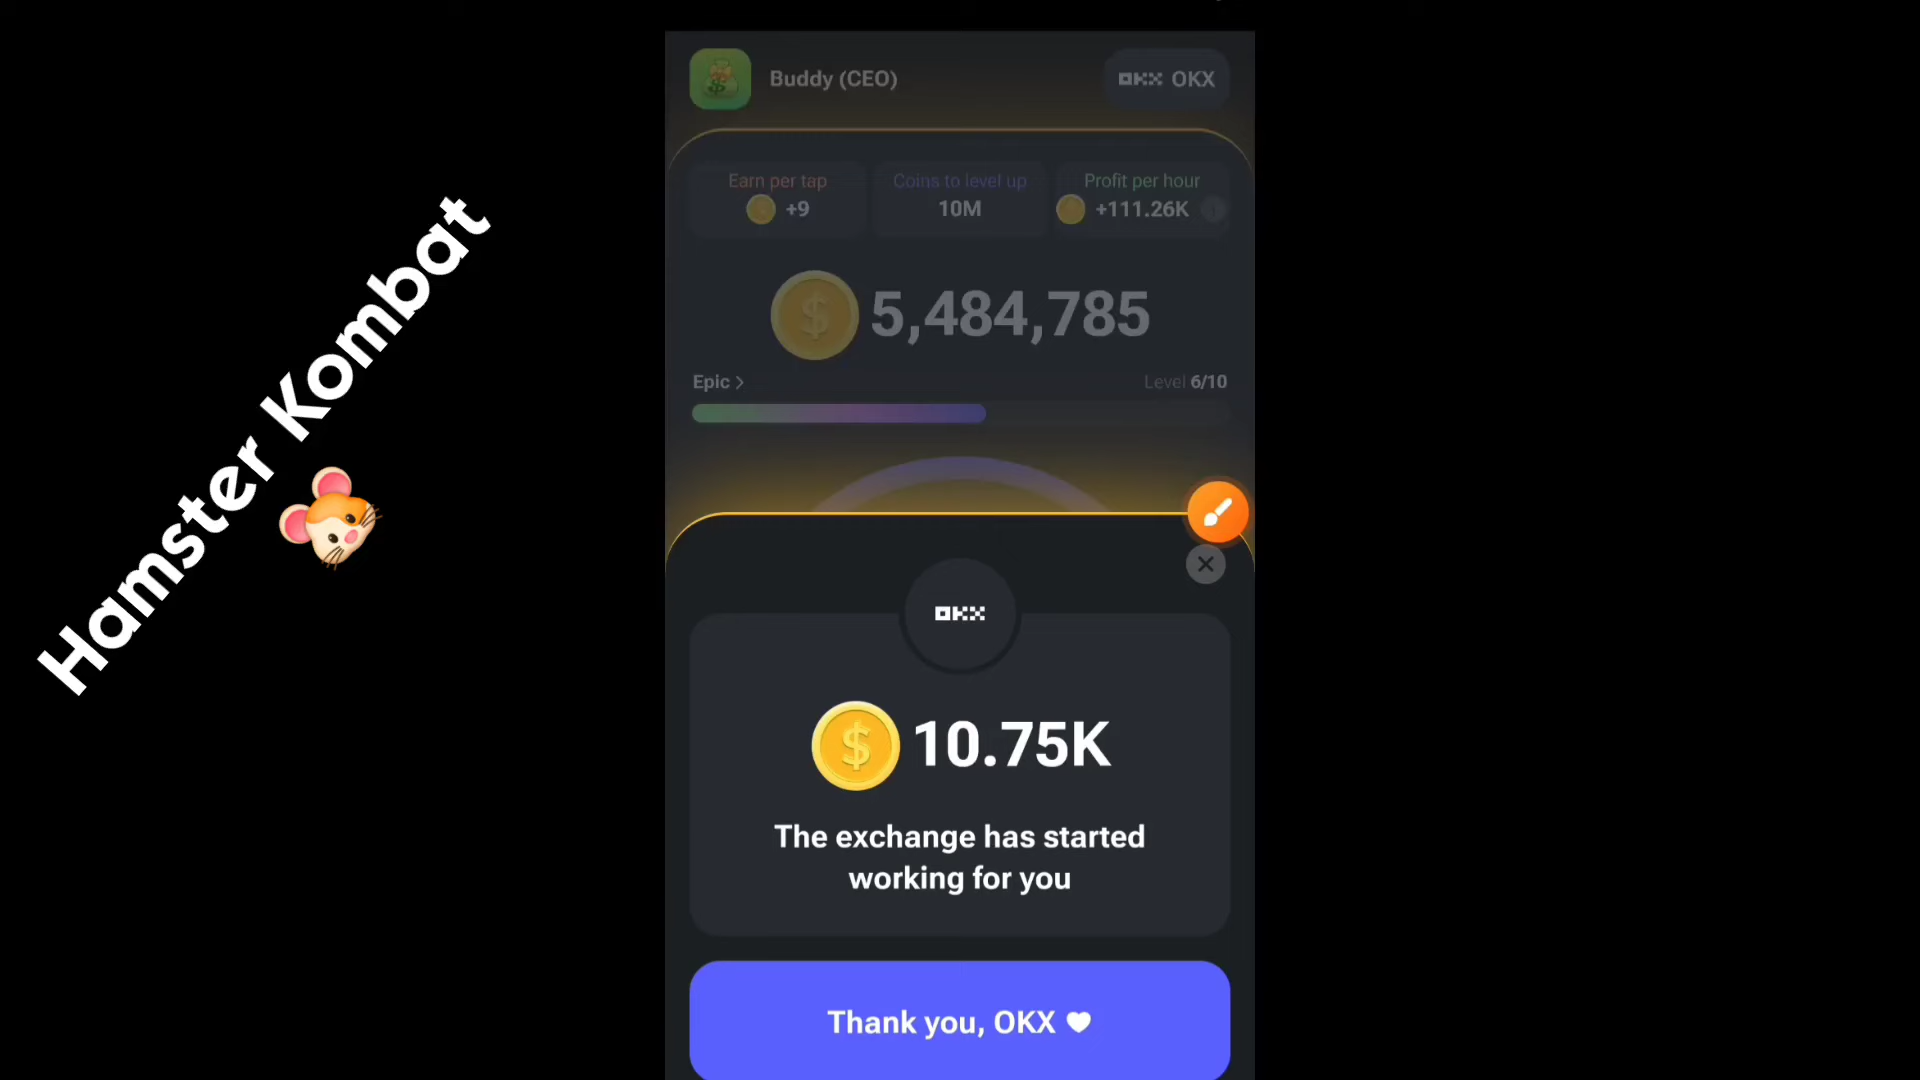 Hamster Kombat
Buddy (CEO)
OKX OKX
Earn per tap
+9
Coins to level up
10M
Profit per hour
+111.26K
5,484,785
Epic >
Level 6/10
OKX
10.75K
The exchange has started
working for you
Thank you, OKX